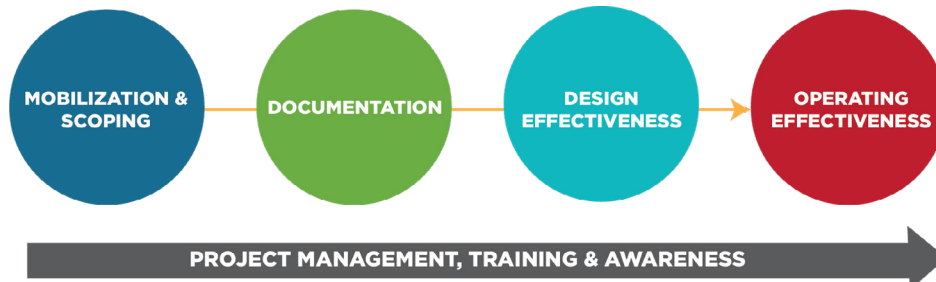 MOBILIZATION &
SCOPING
DOCUMENTATION
DESIGN
EFFECTIVENESS
OPERATING
EFFECTIVENESS
PROJECT MANAGEMENT, TRAINING & AWARENESS